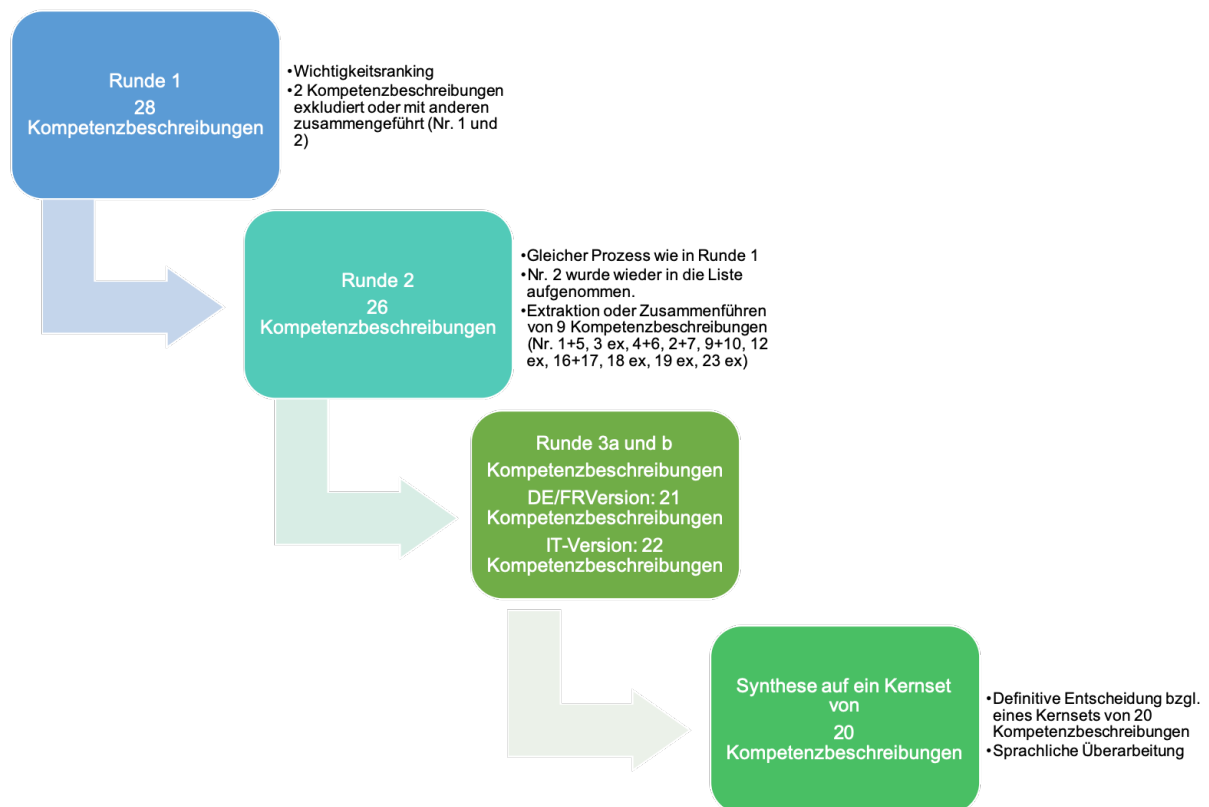 Runde 1
28
Kompetenzbeschreibungen
•Wichtigkeitsranking
•2 Kompetenzbeschreibungen
exkludiert oder mit anderen
zusammengeführt (Nr. 1 und
2)
Runde 2
26
Kompetenzbeschreibungen
•Gleicher Prozess wie in Runde 1
•Nr. 2 wurde wieder in die Liste
aufgenommen.
•Extraktion oder Zusammenführen
von 9 Kompetenzbeschreibungen
(Nr. 1+5, 3 ex, 4+6, 2+7, 9+10, 12
ex, 16+17, 18 ex, 19 ex, 23 ex)
Runde 3a und b
Kompetenzbeschreibungen
DE/FRVersion: 21
Kompetenzbeschreibungen
IT-Version: 22
Kompetenzbeschreibungen
Synthese auf ein Kernset
von
20
Kompetenzbeschreibungen
•Definitive Entscheidung bzgl.
eines Kernsets von 20
Kompetenzbeschreibungen
•Sprachliche Überarbeitung